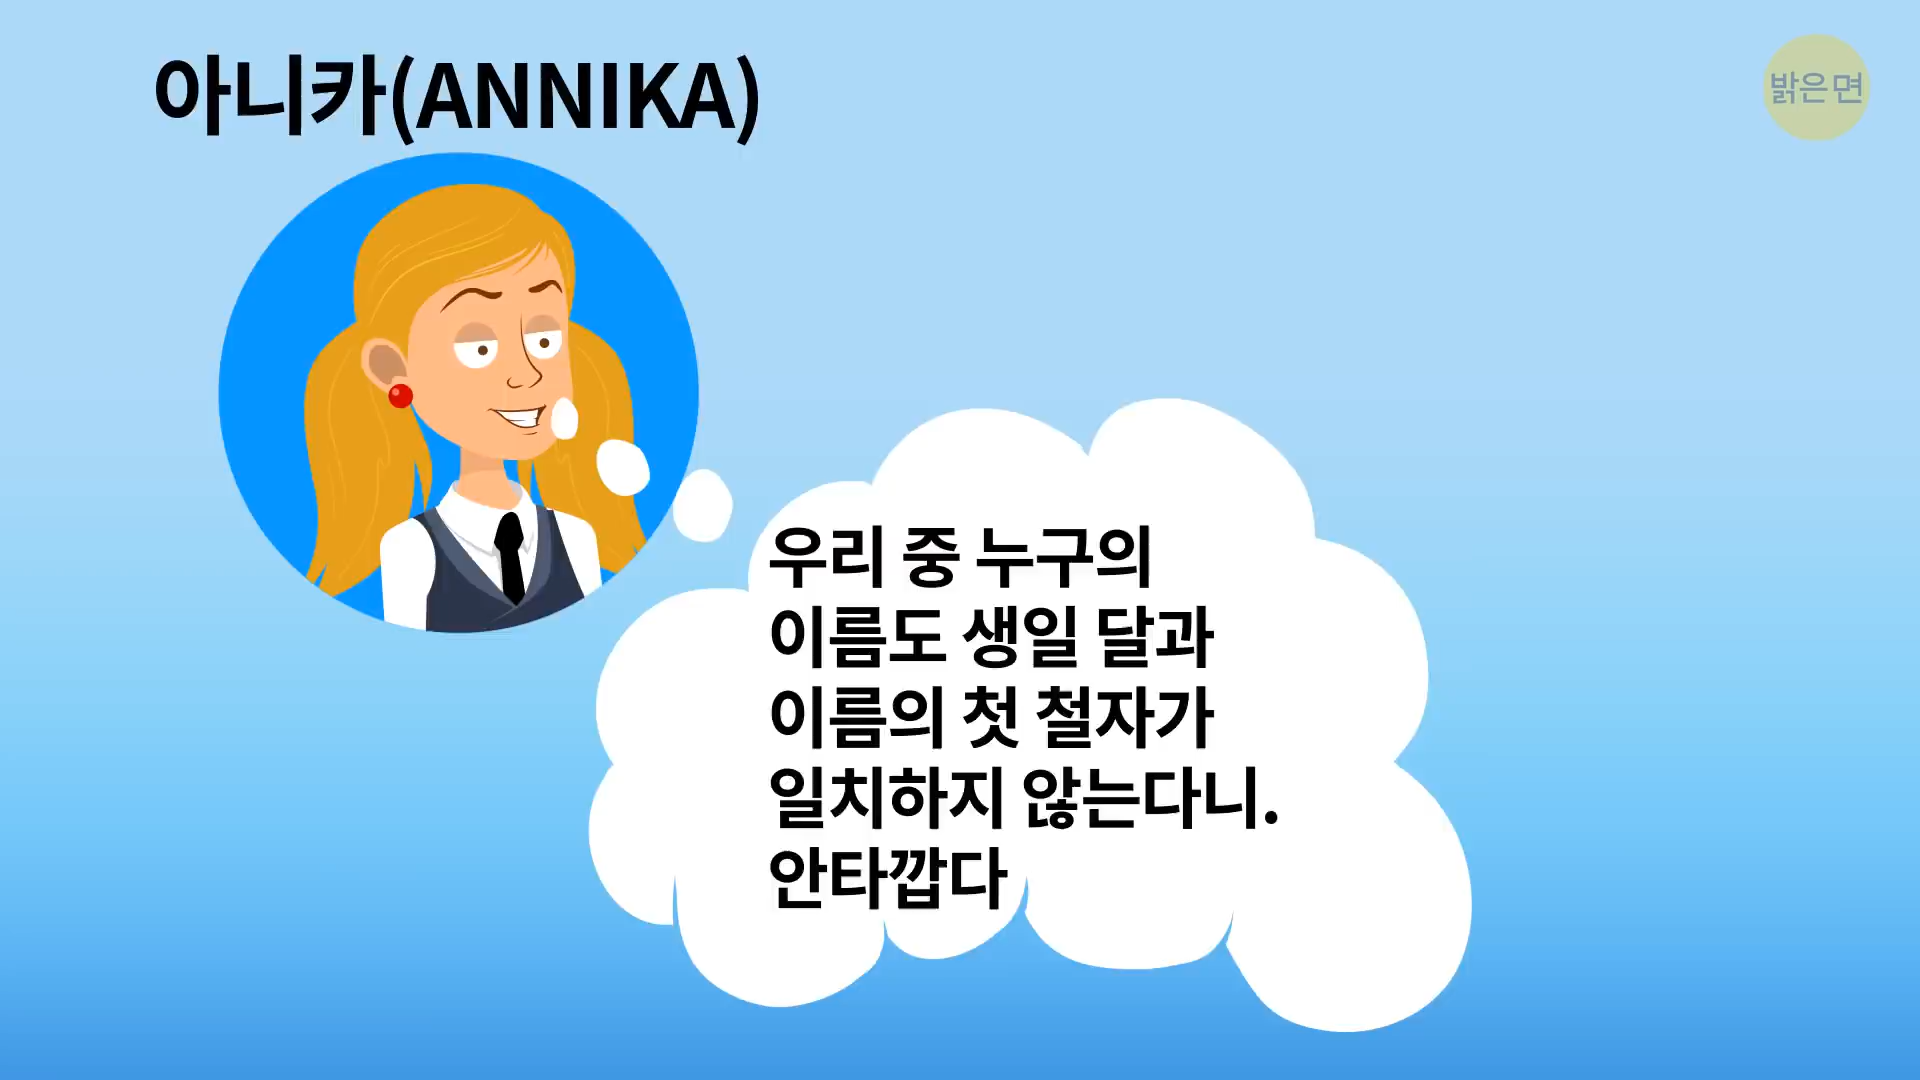 아니카(ANNIKA)
밝은면
우리 중 누구의
이름도 생일 달과
이름의 첫 철자가
일치하지 않는다니.
안타깝다